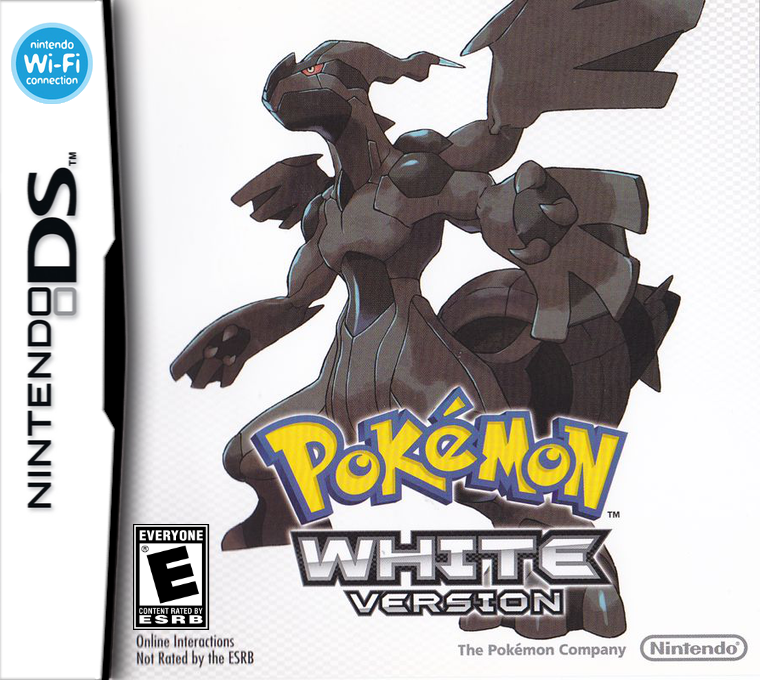 nintendo
Wi-Fi
connection
NINTENDO DS™
POKéMON™
WHITE
VERSION
EVERYONE
E®
CONTENT RATED BY
ESRB
Online Interactions
Not Rated by the ESRB
The Pokémon Company
Nintendo®